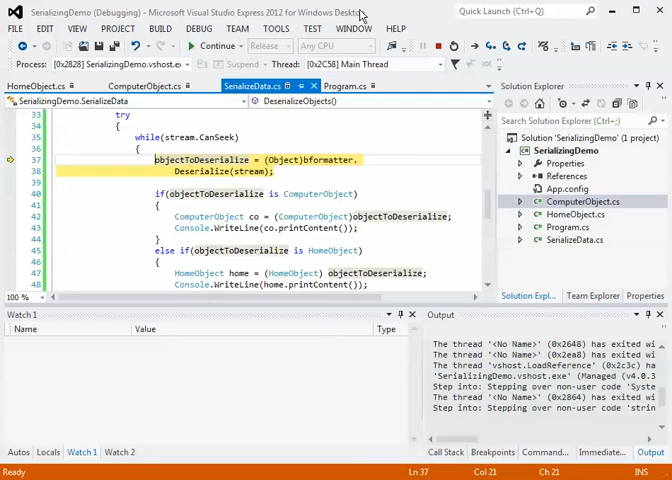 SerializingDemo (Debugging) - Microsoft Visual Studio Express 2012 for Windows Desktop
Quick Launch (Ctrl+Q)
FILE EDIT VIEW PROJECT BUILD DEBUG TEAM TOOLS TEST WINDOW HELP
Continue Debug Any CPU
Process: [0x2828] SerializingDemo.vshost.e Suspend Thread: [0x2C58] Main Thread
HomeObject.cs ComputerObject.cs SerializeData.cs Program.cs
SerializingDemo.SerializeData DeserializeObjects()
33 try
34 {
35 while(stream.CanSeek)
36 {
37 objectToDeserialize = (Object)bformatter.
38 Deserialize(stream);
39
40 if(objectToDeserialize is ComputerObject)
41 {
42 ComputerObject co = (ComputerObject)objectToDeserialize;
43 Console.WriteLine(co.printContent());
44 }
45 else if(objectToDeserialize is HomeObject)
46 {
47 HomeObject home = (HomeObject) objectToDeserialize;
48 Console.WriteLine(home.printContent());
100 %
Solution Explorer
Search Solution Explorer (Ctrl+;)
Solution 'SerializingDemo' (1 project)
SerializingDemo
Properties
References
App.config
ComputerObject.cs
HomeObject.cs
Program.cs
SerializeData.cs
Solution Expl... Team Explorer Properties
Watch 1
Name Value Type
Autos Locals Watch 1 Watch 2
Output
The thread '<No Name>' (0x2648) has exited wi
The thread '<No Name>' (0x2ea8) has exited wi
The thread 'vshost.LoadReference' (0x2c3c) has
'SerializingDemo.vshost.exe' (Managed (v4.0.3
Step into: Stepping over non-user code 'Syste
The thread '<No Name>' (0x2864) has exited wi
Step into: Stepping over non-user code 'strin
Call Stack Breakpoints Command... Immediate... Output
Ready Ln 37 Col 21 Ch 21